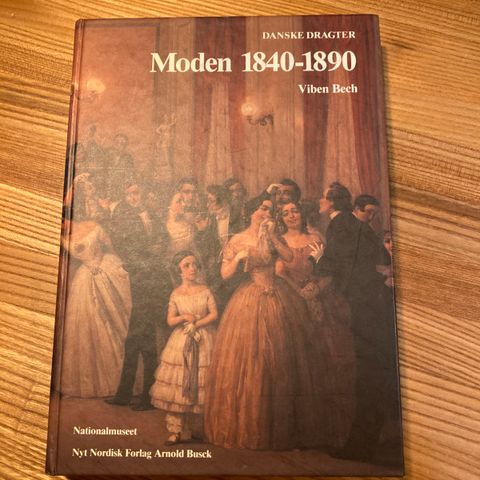 DANSKE DRAGTER
Moden 1840-1890
Viben Bech
Nationalmuseet
Nyt Nordisk Forlag Arnold Busck